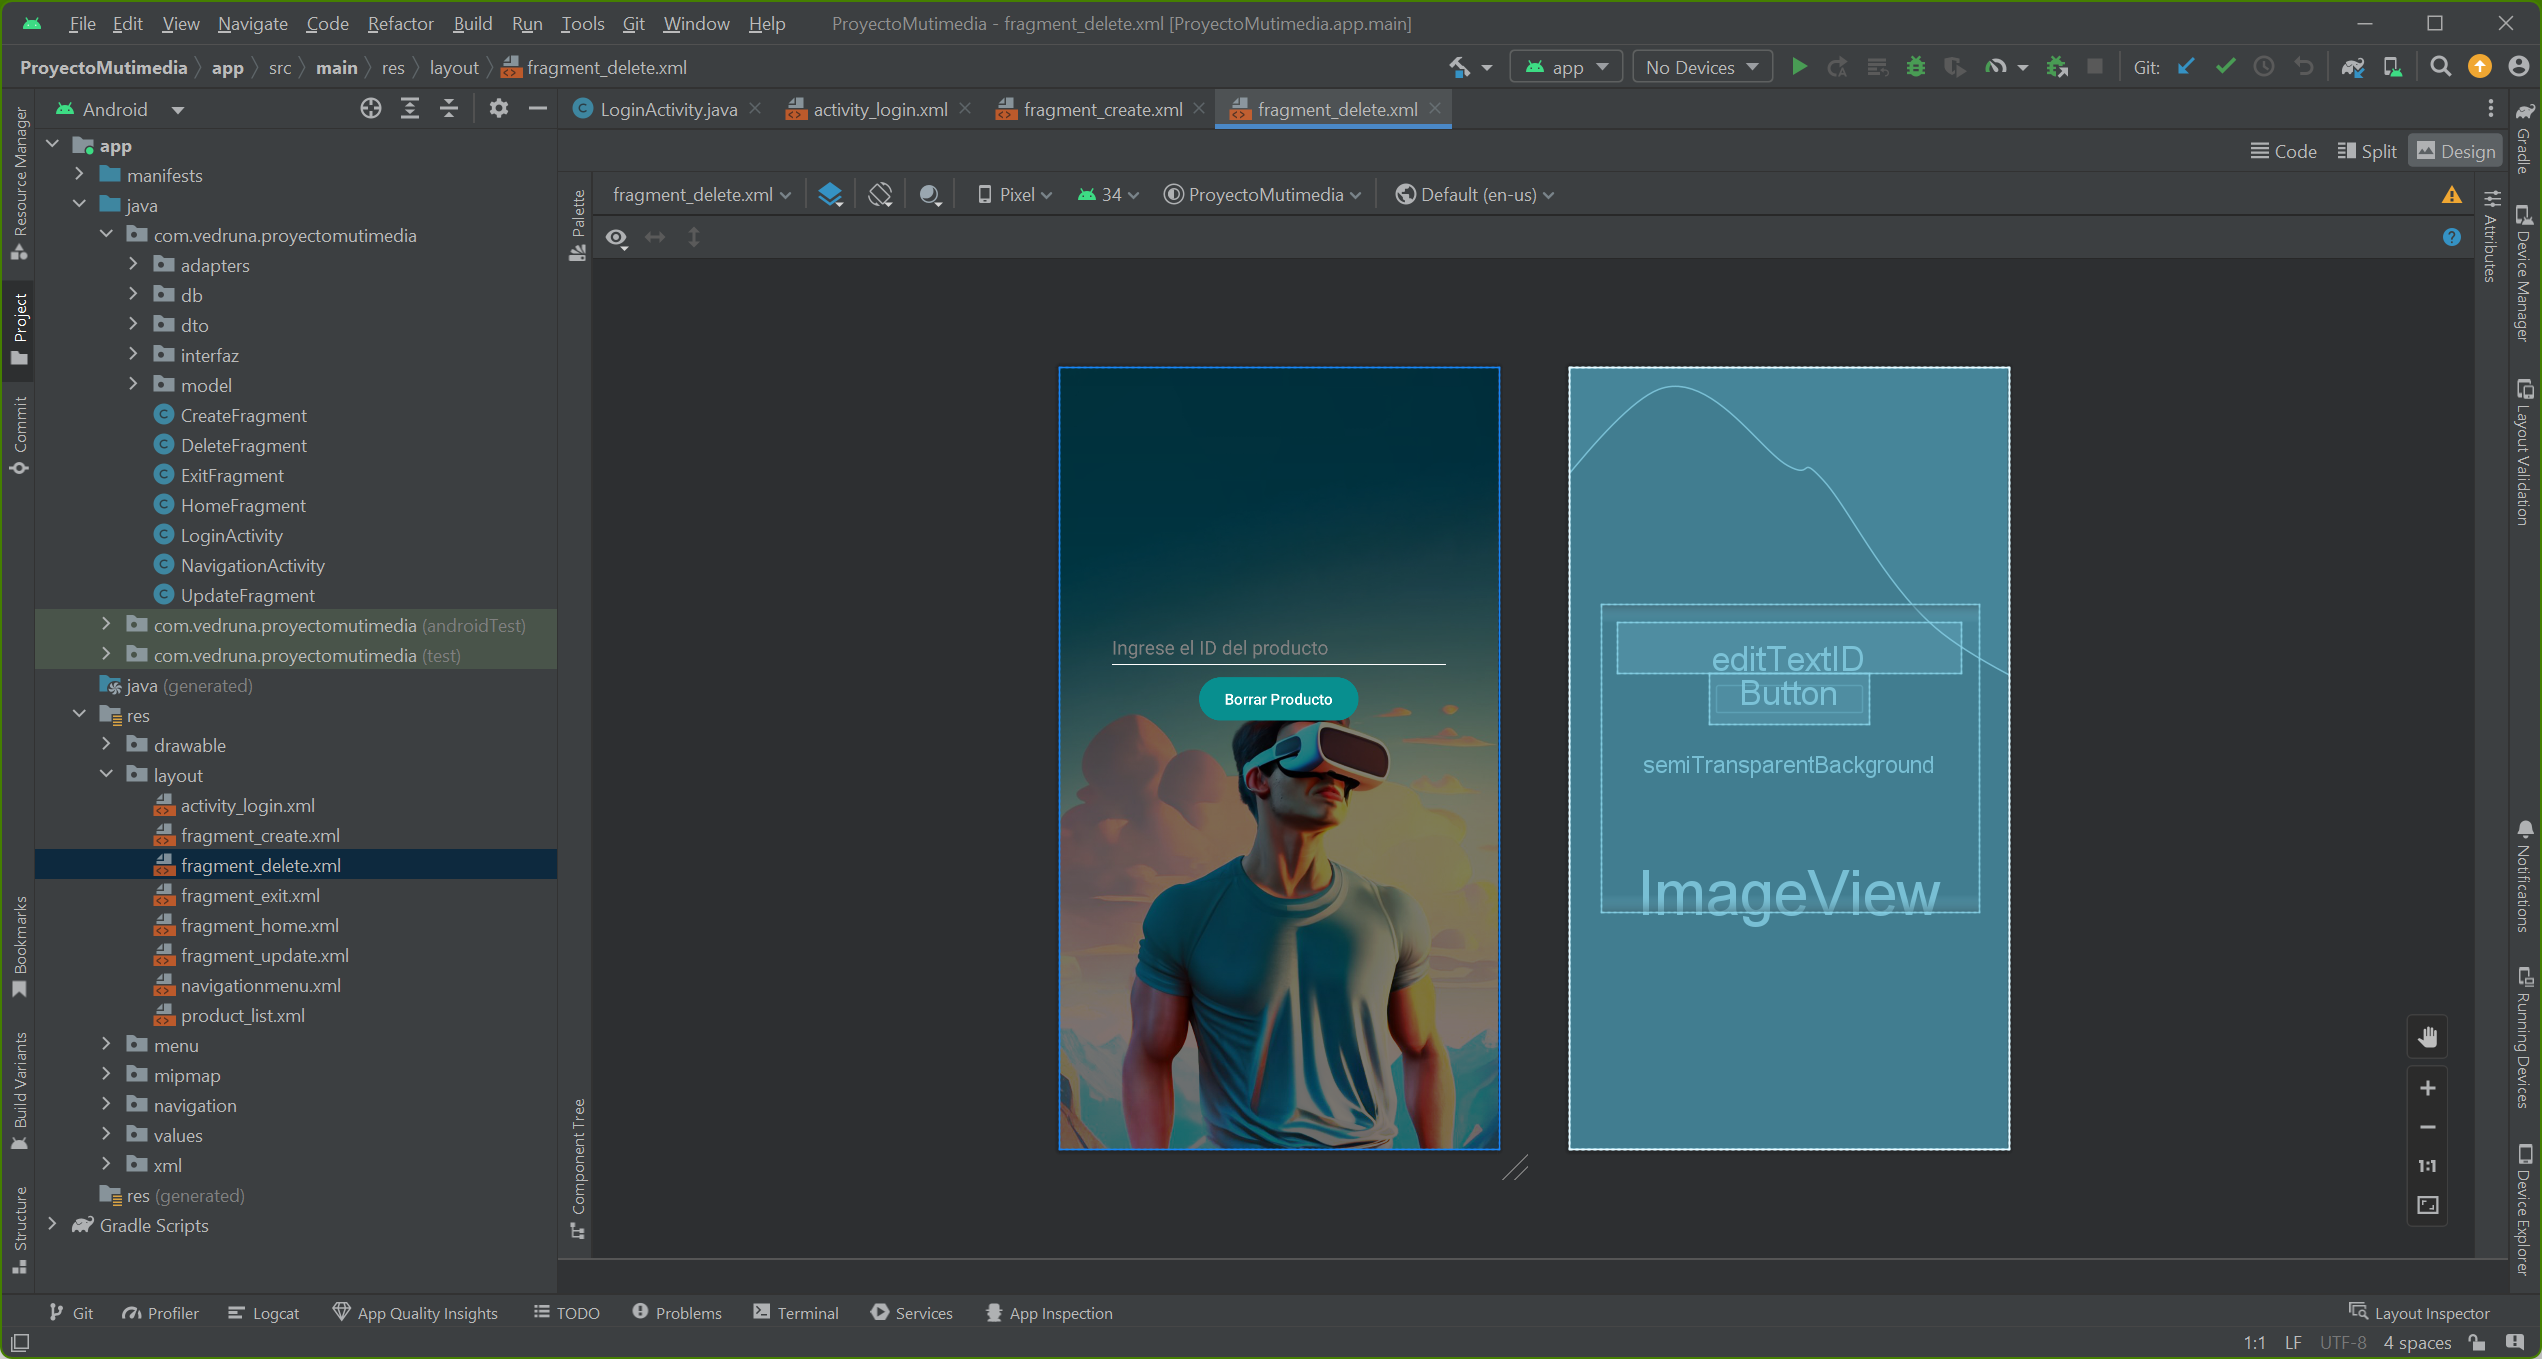 File Edit View Navigate Code Refactor Build Run Tools Git Window Help ProyectoMutimedia - fragment_delete.xml [ProyectoMutimedia.app.main]
ProyectoMutimedia app src main res layout fragment_delete.xml app No Devices Git:
Android
LoginActivity.java activity_login.xml fragment_create.xml fragment_delete.xml
Code Split Design
fragment_delete.xml Pixel 34 ProyectoMutimedia Default (en-us)
Resource Manager
Project
Commit
Bookmarks
Build Variants
Structure
app
manifests
java
com.vedruna.proyectomutimedia
adapters
db
dto
interfaz
model
CreateFragment
DeleteFragment
ExitFragment
HomeFragment
LoginActivity
NavigationActivity
UpdateFragment
com.vedruna.proyectomutimedia (androidTest)
com.vedruna.proyectomutimedia (test)
java (generated)
res
drawable
layout
activity_login.xml
fragment_create.xml
fragment_delete.xml
fragment_exit.xml
fragment_home.xml
fragment_update.xml
navigationmenu.xml
product_list.xml
menu
mipmap
navigation
values
xml
res (generated)
Gradle Scripts
Palette
Component Tree
Ingrese el ID del producto
Borrar Producto
editTextID
Button
semiTransparentBackground
ImageView
1:1
Attributes
Gradle
Device Manager
Layout Validation
Notifications
Running Devices
Device Explorer
Git Profiler Logcat App Quality Insights TODO Problems Terminal Services App Inspection Layout Inspector
1:1 LF UTF-8 4 spaces